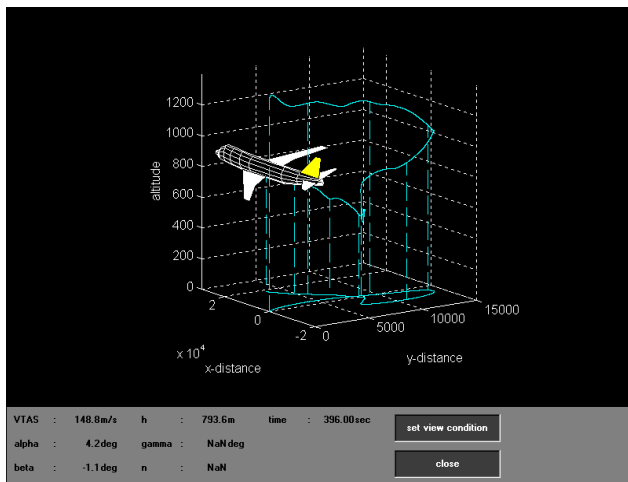 1200
1000
800
600
400
200
0
altitude
2
0
-2
x 10^4
x-distance
0
5000
10000
15000
y-distance
VTAS : 148.8m/s h : 793.6m time : 396.00sec
alpha : 4.2deg gamma : NaNdeg
beta : -1.1deg n : NaN
set view condition
close